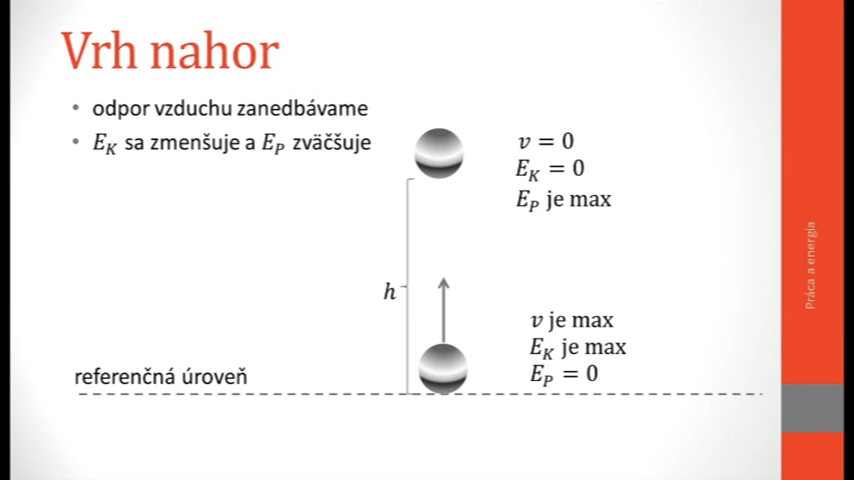 Vrh nahor
• odpor vzduchu zanedbávame
• E_K sa zmenšuje a E_P zväčšuje
v = 0
E_K = 0
E_P je max
h
v je max
E_K je max
E_P = 0
referenčná úroveň
Práca a energia